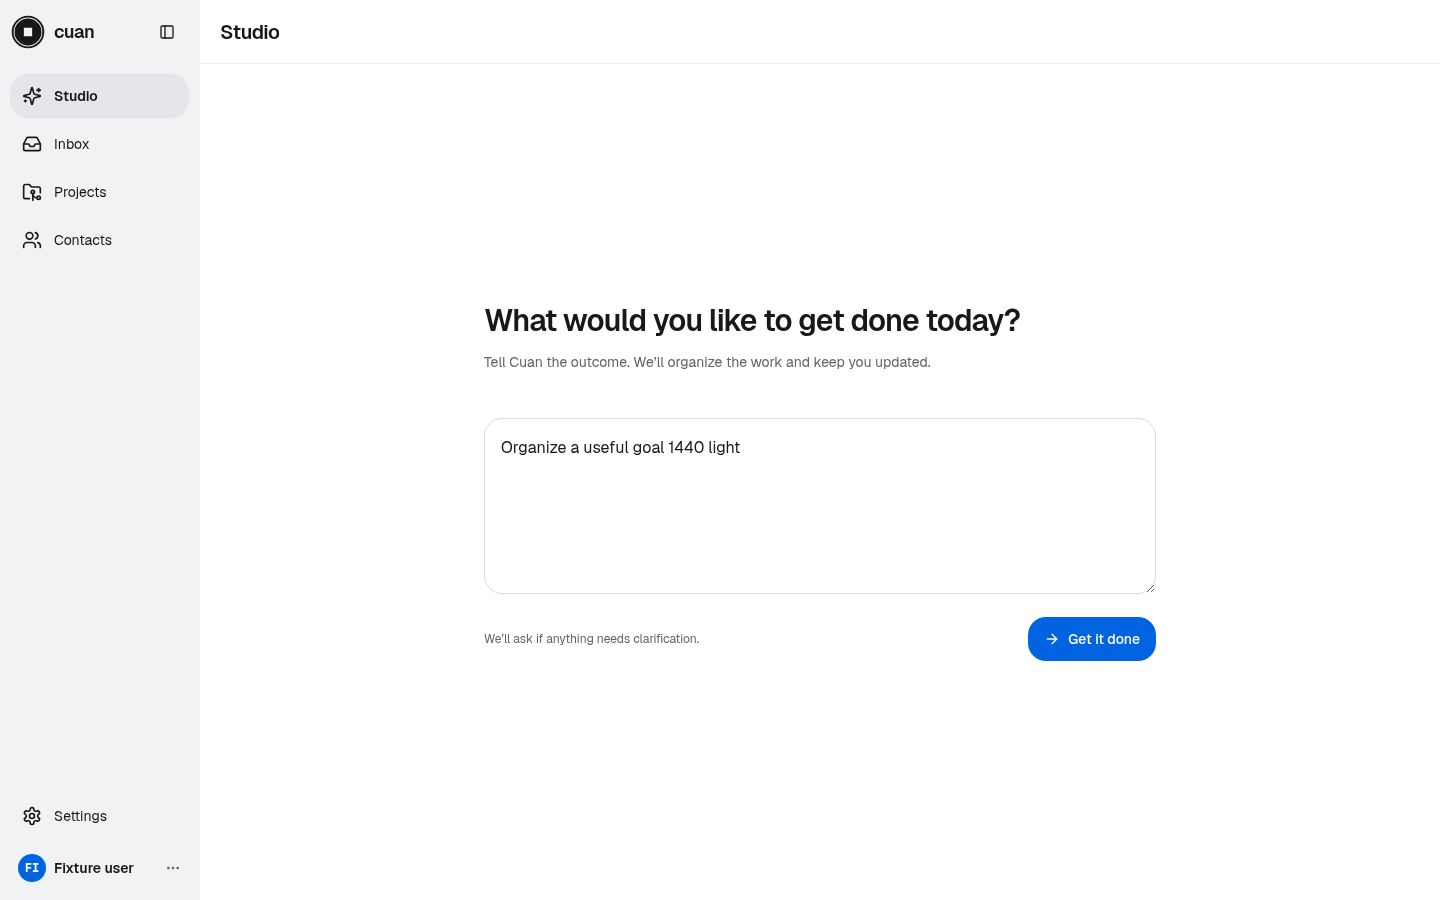 cuan
Studio
Studio
Inbox
Projects
Contacts
What would you like to get done today?
Tell Cuan the outcome. We’ll organize the work and keep you updated.
Organize a useful goal 1440 light
We’ll ask if anything needs clarification.
Get it done
Settings
FI
Fixture user